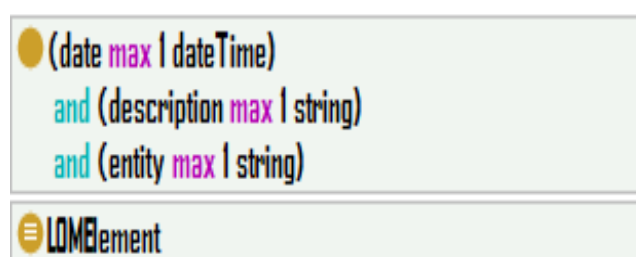 (date max 1 dateTime)
and (description max 1 string)
and (entity max 1 string)
LOMElement